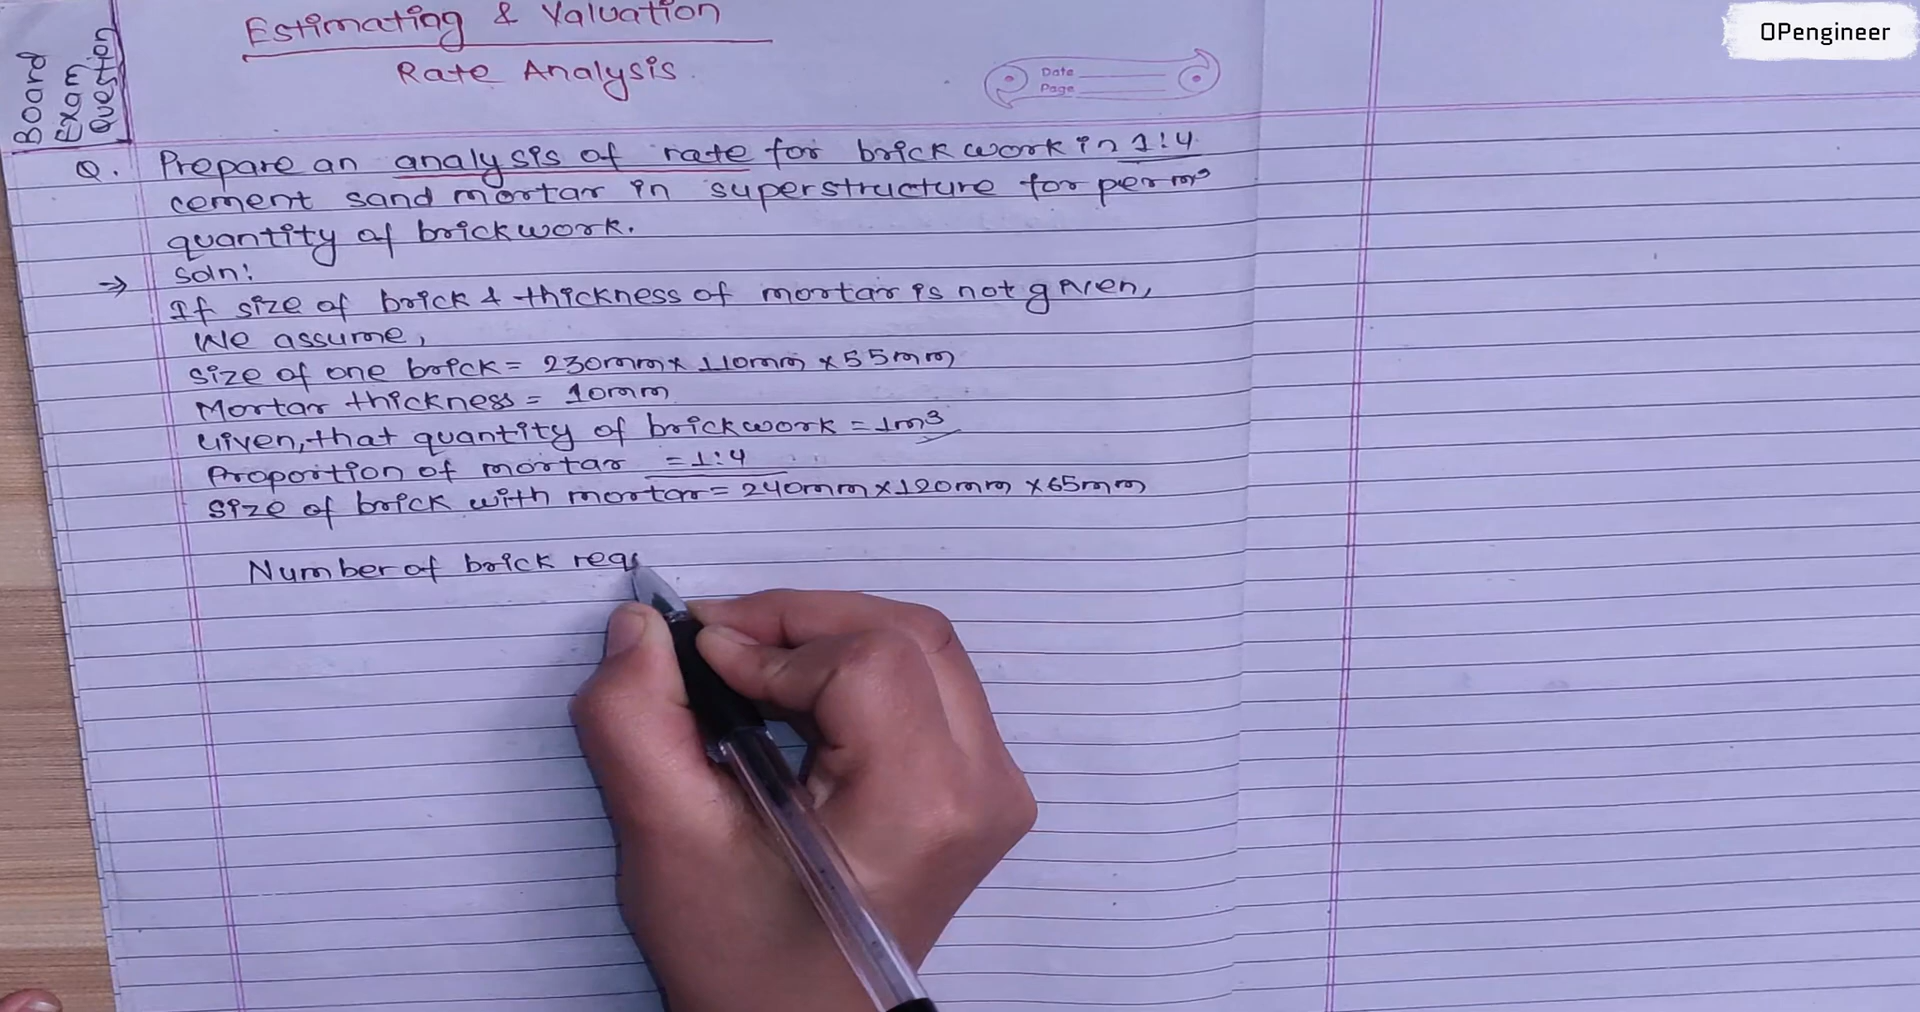 OPengineer
Board
Exam
Question
Estimating & Valuation
Rate Analysis.
Date
Page
Q. Prepare an analysis of rate for brickwork in 1:4
cement sand mortar in superstructure for per m³
quantity of brickwork.
→ Soln:
If size of brick & thickness of mortar is not given,
We assume,
Size of one brick = 230mm x 110mm x 55mm
Mortar thickness = 10mm
Given, that quantity of brickwork = 1m³
Proportion of mortar = 1:4
Size of brick with mortar = 240mm x 120mm x 65mm
Number of brick req